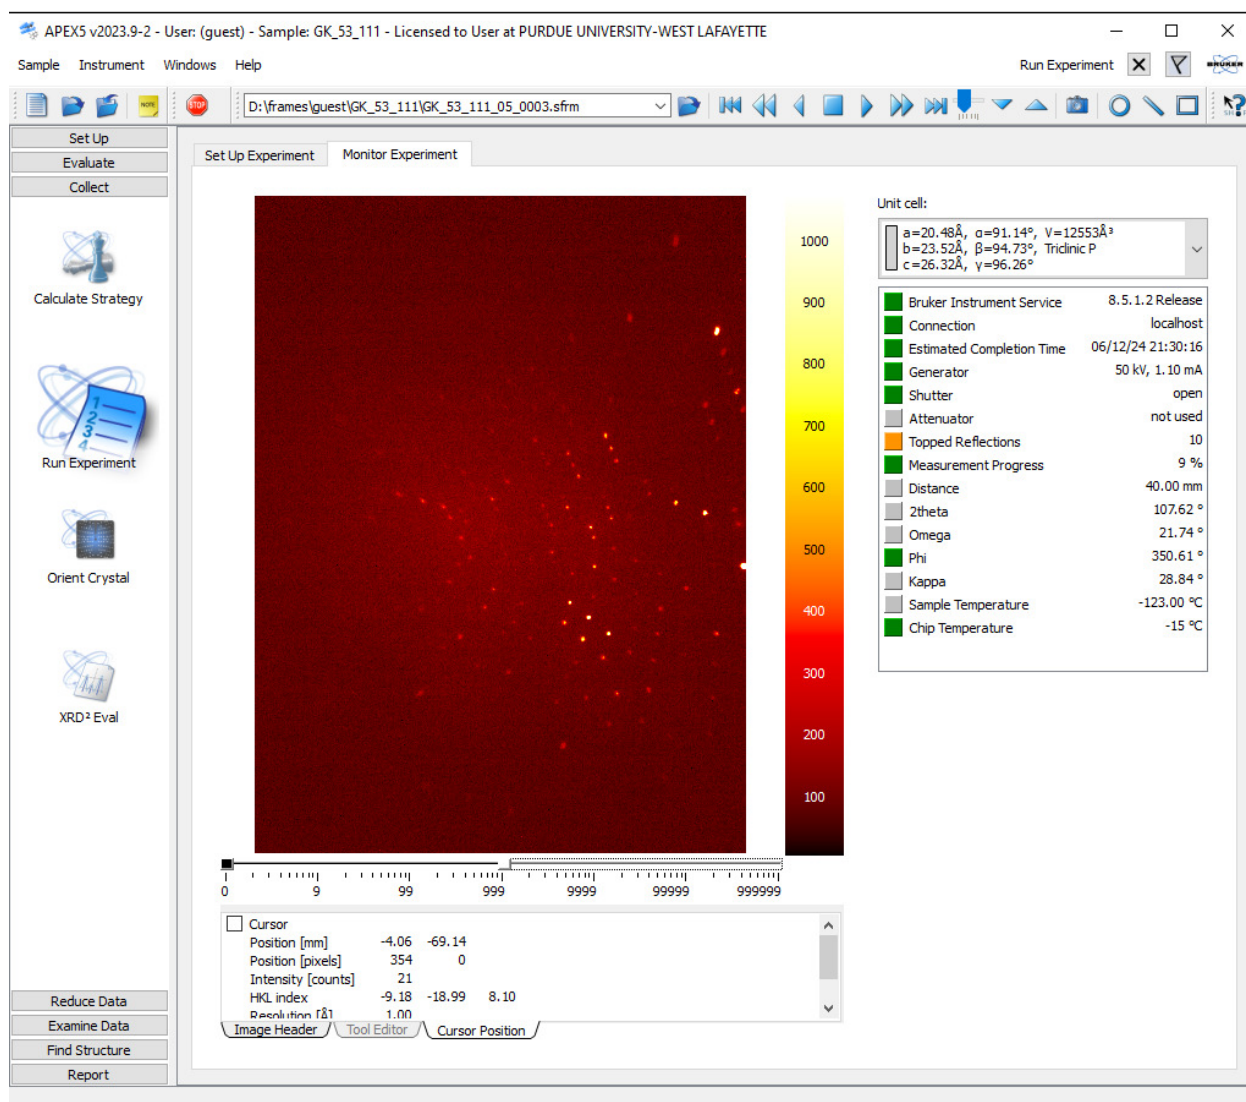 APEX5 v2023.9-2 - User: (guest) - Sample: GK_53_111 - Licensed to User at PURDUE UNIVERSITY-WEST LAFAYETTE
Sample Instrument Windows Help Run Experiment BRUKER
NOTE STOP D:\frames\guest\GK_53_111\GK_53_111_05_0003.sfrm
Set Up
Evaluate
Collect
Calculate Strategy
1
2
3
4
Run Experiment
Orient Crystal
XRD² Eval
Reduce Data
Examine Data
Find Structure
Report
Set Up Experiment Monitor Experiment
1000
900
800
700
600
500
400
300
200
100
0 9 99 999 9999 99999 999999
Cursor
Position [mm] -4.06 -69.14
Position [pixels] 354 0
Intensity [counts] 21
HKL index -9.18 -18.99 8.10
Resolution [Å] 1.00
Image Header Tool Editor Cursor Position
Unit cell:
a=20.48Å, α=91.14°, V=12553Å³
b=23.52Å, β=94.73°, Triclinic P
c=26.32Å, γ=96.26°
Bruker Instrument Service 8.5.1.2 Release
Connection localhost
Estimated Completion Time 06/12/24 21:30:16
Generator 50 kV, 1.10 mA
Shutter open
Attenuator not used
Topped Reflections 10
Measurement Progress 9 %
Distance 40.00 mm
2theta 107.62 °
Omega 21.74 °
Phi 350.61 °
Kappa 28.84 °
Sample Temperature -123.00 °C
Chip Temperature -15 °C